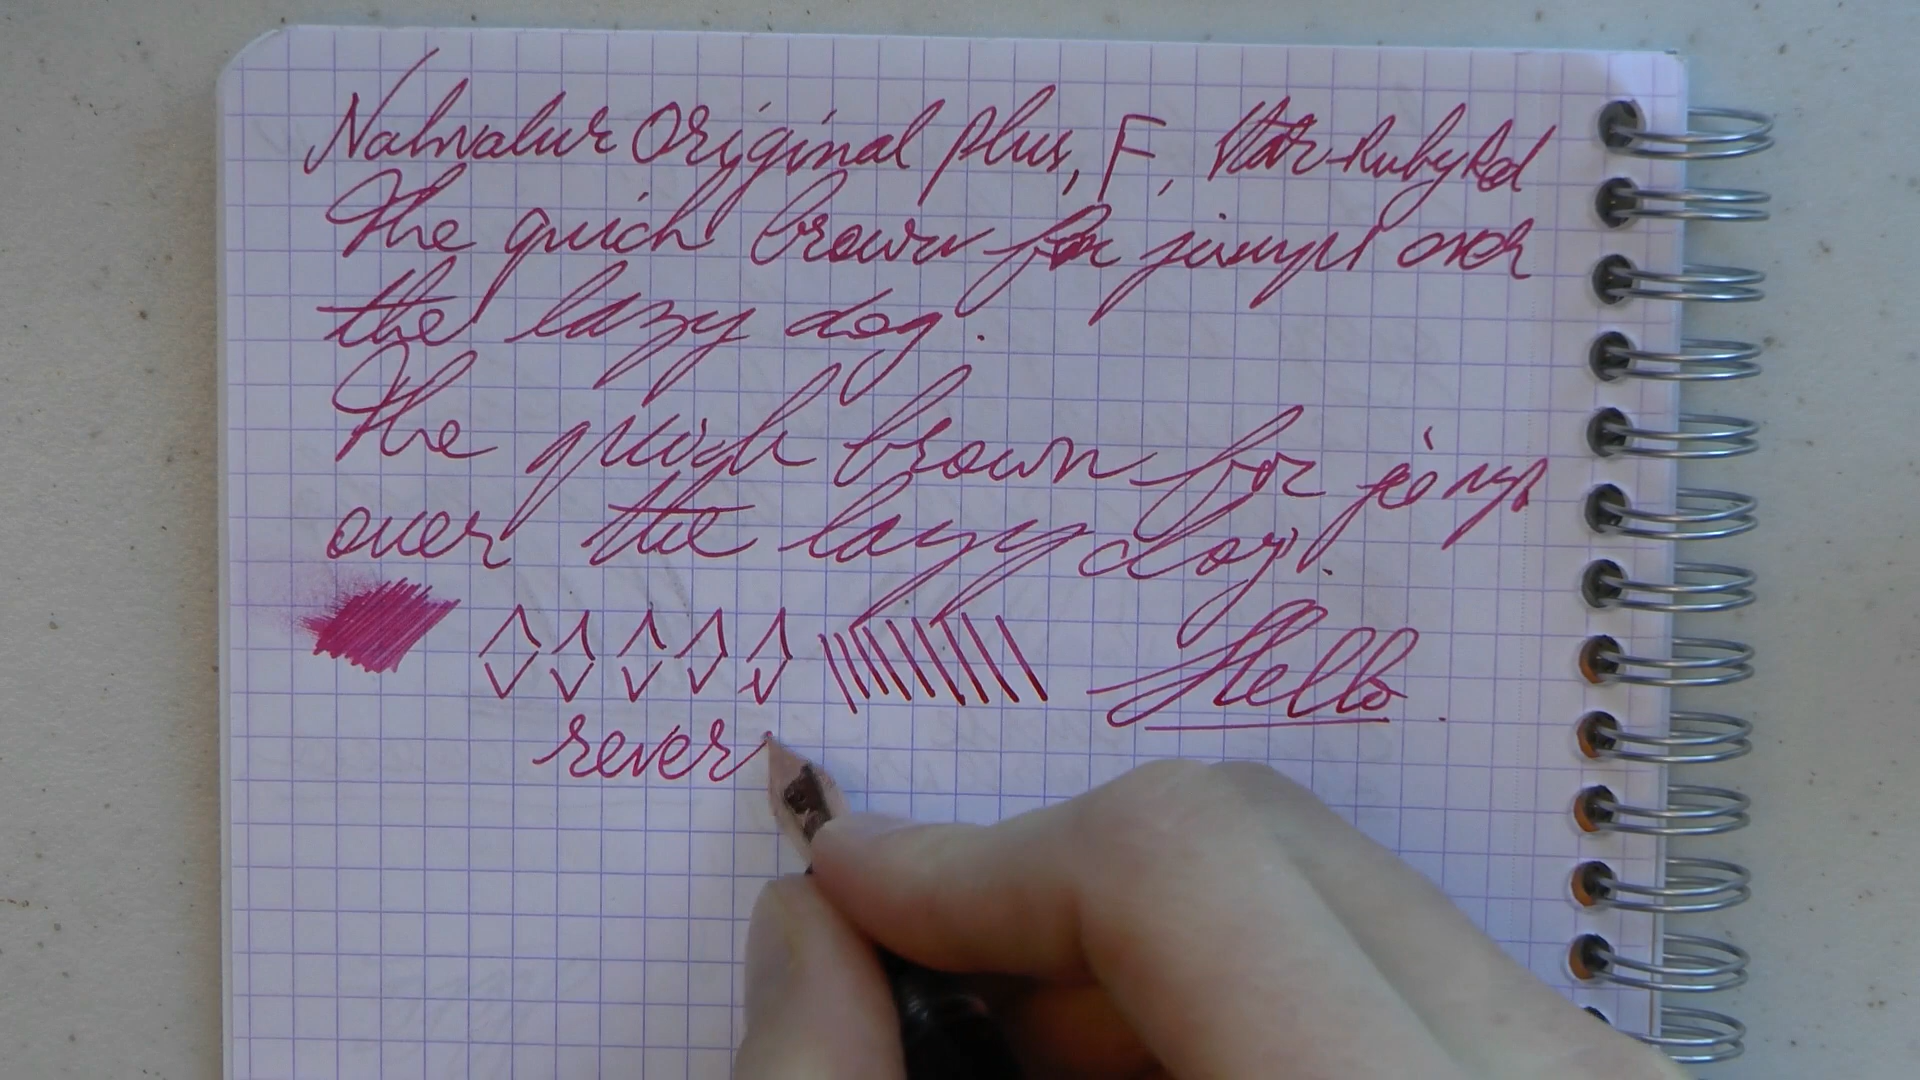 Nahvalur Original Plus, F, Star Ruby Red
The quick brown fox jumps over
the lazy dog.
The quick brown fox jumps
over the lazy dog.
Hello.
rever